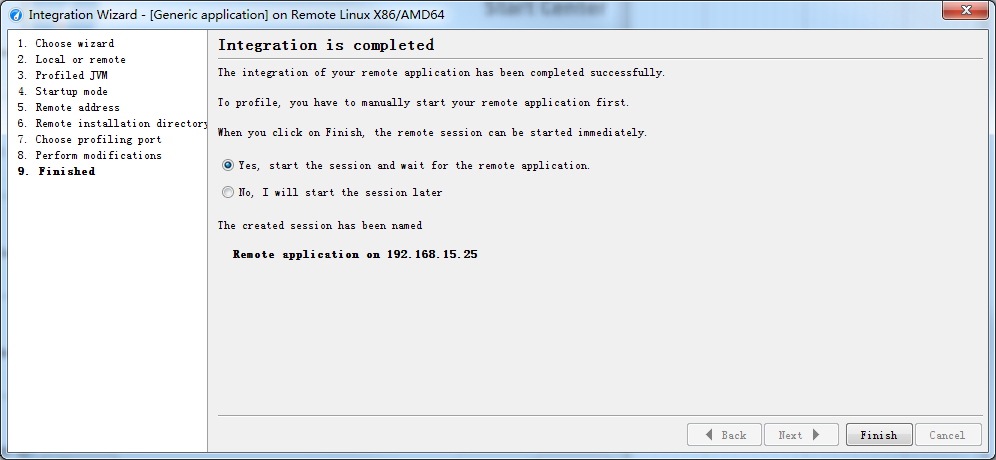 Start Center
Integration Wizard - [Generic application] on Remote Linux X86/AMD64
1. Choose wizard
2. Local or remote
3. Profiled JVM
4. Startup mode
5. Remote address
6. Remote installation directory
7. Choose profiling port
8. Perform modifications
9. Finished
Integration is completed
The integration of your remote application has been completed successfully.
To profile, you have to manually start your remote application first.
When you click on Finish, the remote session can be started immediately.
Yes, start the session and wait for the remote application.
No, I will start the session later
The created session has been named
Remote application on 192.168.15.25
Back
Next
Finish
Cancel